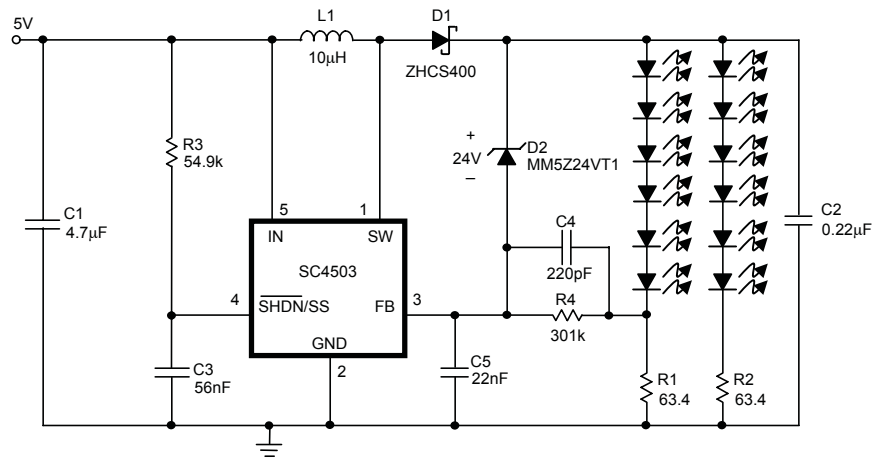 5V
L1
10µH
D1
ZHCS400
R3
54.9k
+
24V
–
D2
MM5Z24VT1
C1
4.7µF
5
1
IN
SW
SC4503
4
SHDN/SS
FB
3
GND
2
C4
220pF
R4
301k
C2
0.22µF
C3
56nF
C5
22nF
R1
63.4
R2
63.4